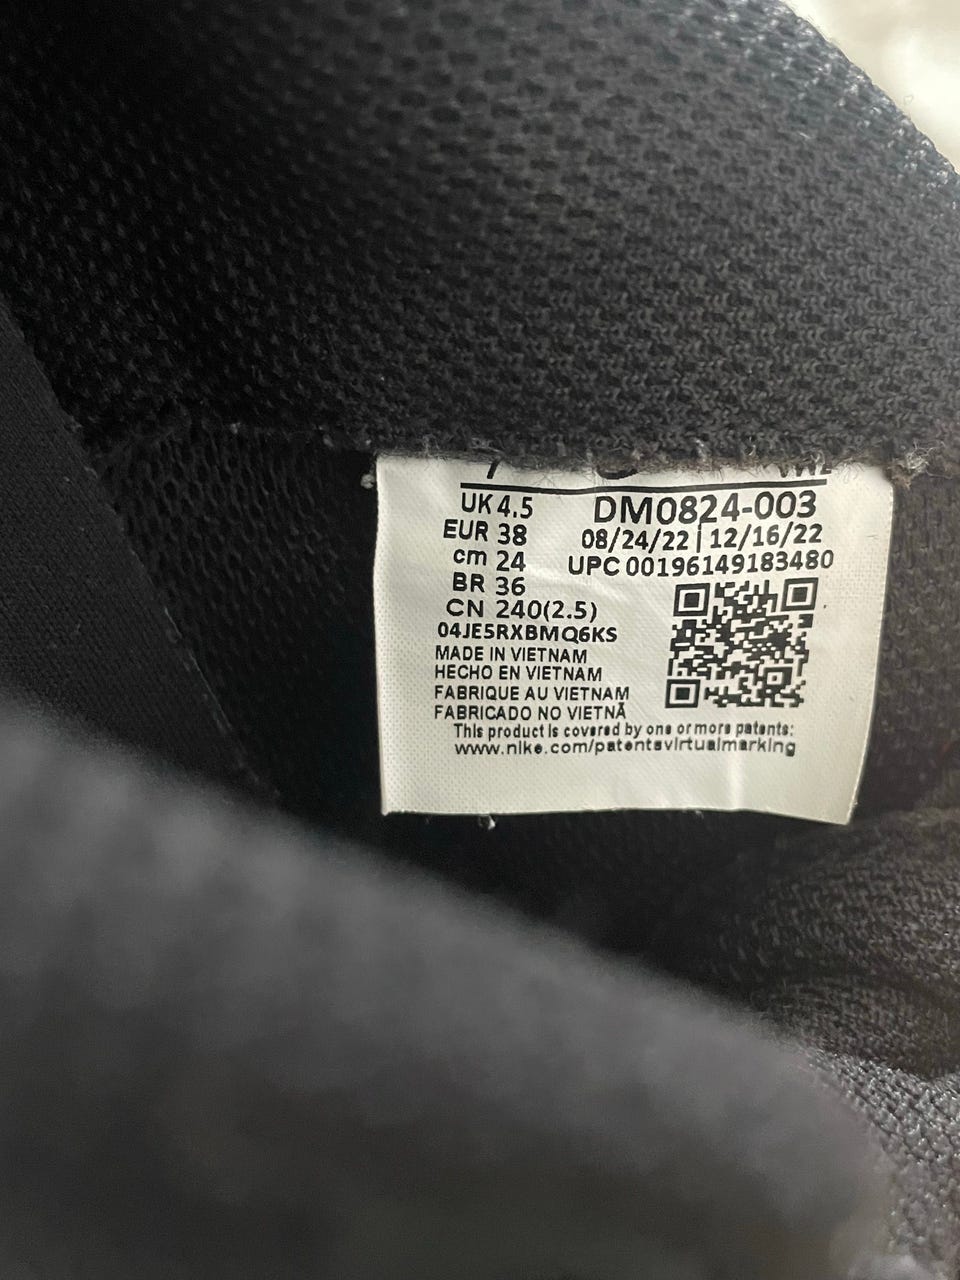 UK 4.5
EUR 38
cm 24
BR 36
CN 240(2.5)
04JE5RXBMQ6KS
MADE IN VIETNAM
HECHO EN VIETNAM
FABRIQUE AU VIETNAM
FABRICADO NO VIETNÃ
DM0824-003
08/24/22 | 12/16/22
UPC 00196149183480
This product is covered by one or more patents:
www.nike.com/patentsvirtualmarking